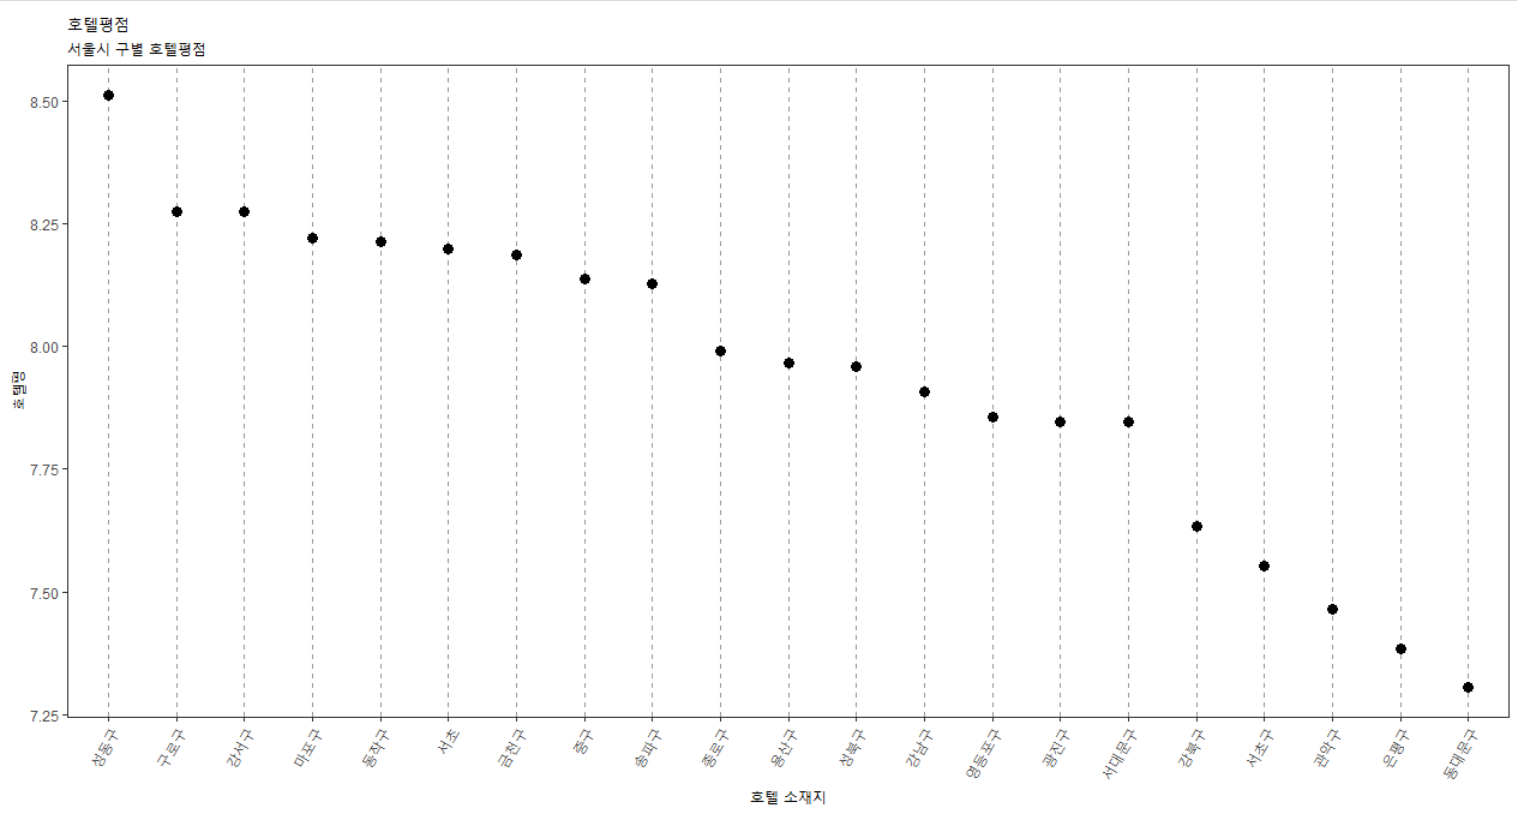 호텔평점
서울시 구별 호텔평점
8.50
8.25
8.00
7.75
7.50
7.25
호텔평
성동구
구로구
강서구
마포구
동작구
서초
금천구
중구
송파구
종로구
용산구
성북구
강남구
영등포구
광진구
서대문구
강북구
서초구
관악구
은평구
동대문구
호텔 소재지